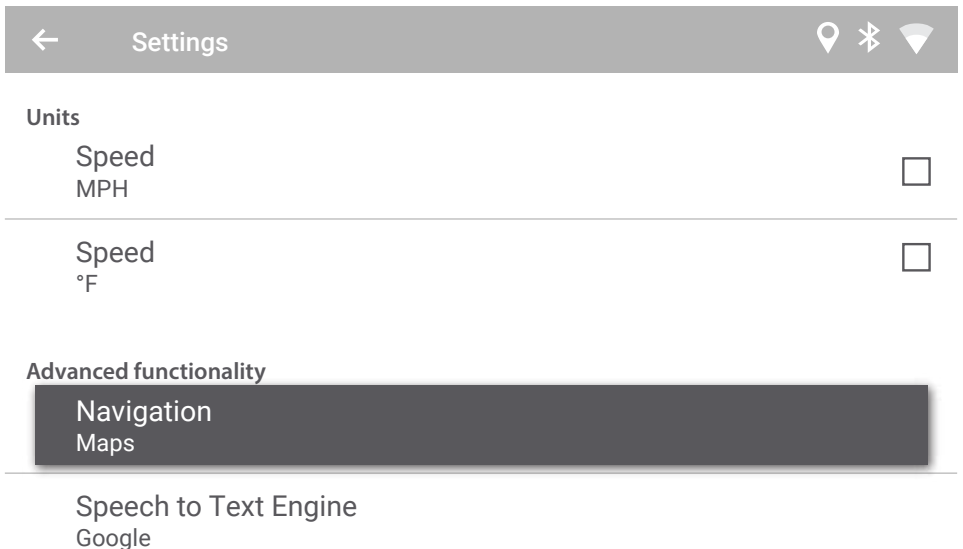 Settings
Units
Speed
MPH
Speed
°F
Advanced functionality
Navigation
Maps
Speech to Text Engine
Google